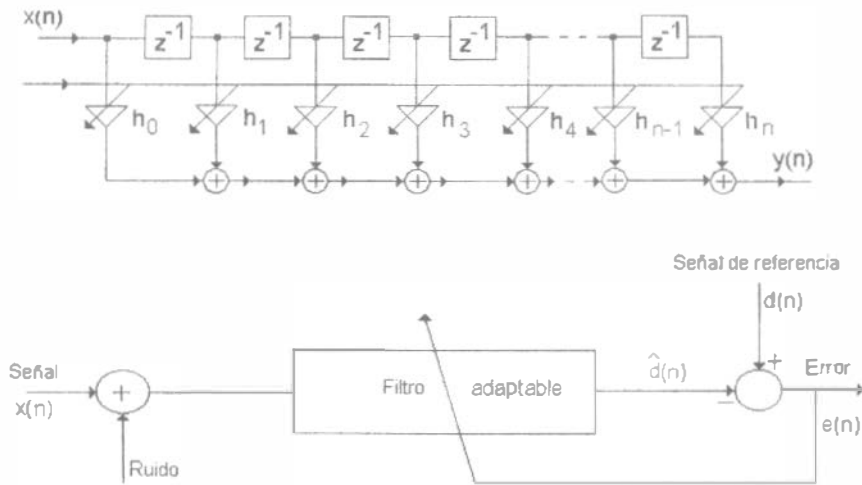 x(n)
z⁻¹ z⁻¹ z⁻¹ z⁻¹ z⁻¹
h₀ h₁ h₂ h₃ h₄ hₙ₋₁ hₙ
y(n)
Señal de referencia
d(n)
Señal
x(n)
+
Filtro adaptable
d̂(n)
+
−
Error
e(n)
Ruido